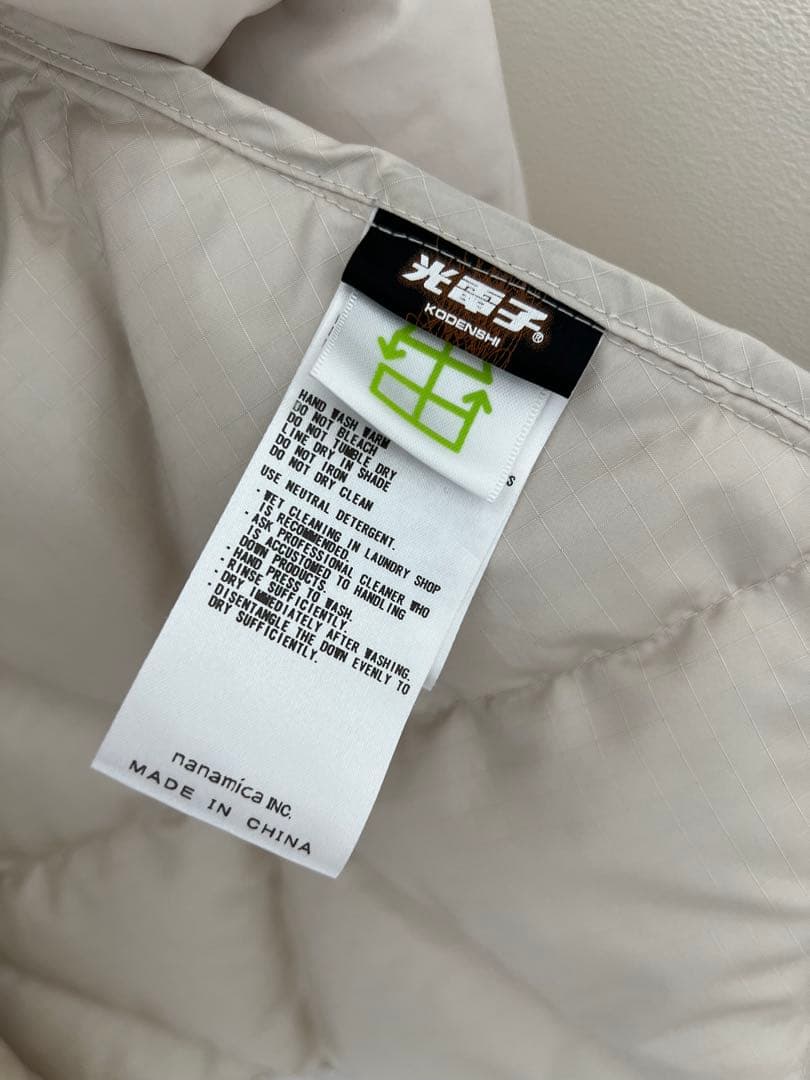 光電子®
KODENSHI
HAND WASH WARM
DO NOT BLEACH
DO NOT TUMBLE DRY
LINE DRY IN SHADE
DO NOT IRON
DO NOT DRY CLEAN
USE NEUTRAL DETERGENT.
・WET CLEANING IN LAUNDRY SHOP
IS RECOMMENDED.
・ASK PROFESSIONAL CLEANER WHO
IS ACCUSTOMED TO HANDLING
DOWN PRODUCTS.
・HAND PRESS TO WASH.
・RINSE SUFFICIENTLY.
・DRY IMMEDIATELY AFTER WASHING.
・DISENTANGLE THE DOWN EVENLY TO
DRY SUFFICIENTLY.
nanamica INC.
MADE IN CHINA